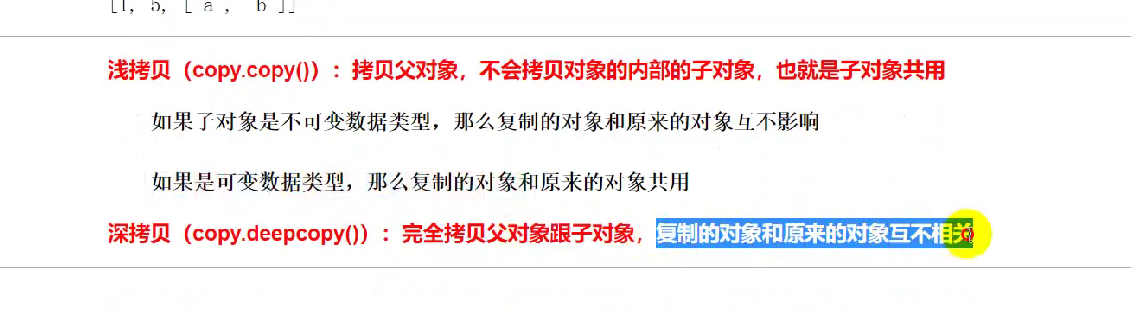 [1, 5, [ a , b ]]
浅拷贝（copy.copy()）：拷贝父对象，不会拷贝对象的内部的子对象，也就是子对象共用
如果了对象是不可变数据类型，那么复制的对象和原来的对象互不影响
如果是可变数据类型，那么复制的对象和原来的对象共用
深拷贝（copy.deepcopy()）：完全拷贝父对象跟子对象，复制的对象和原来的对象互不相关